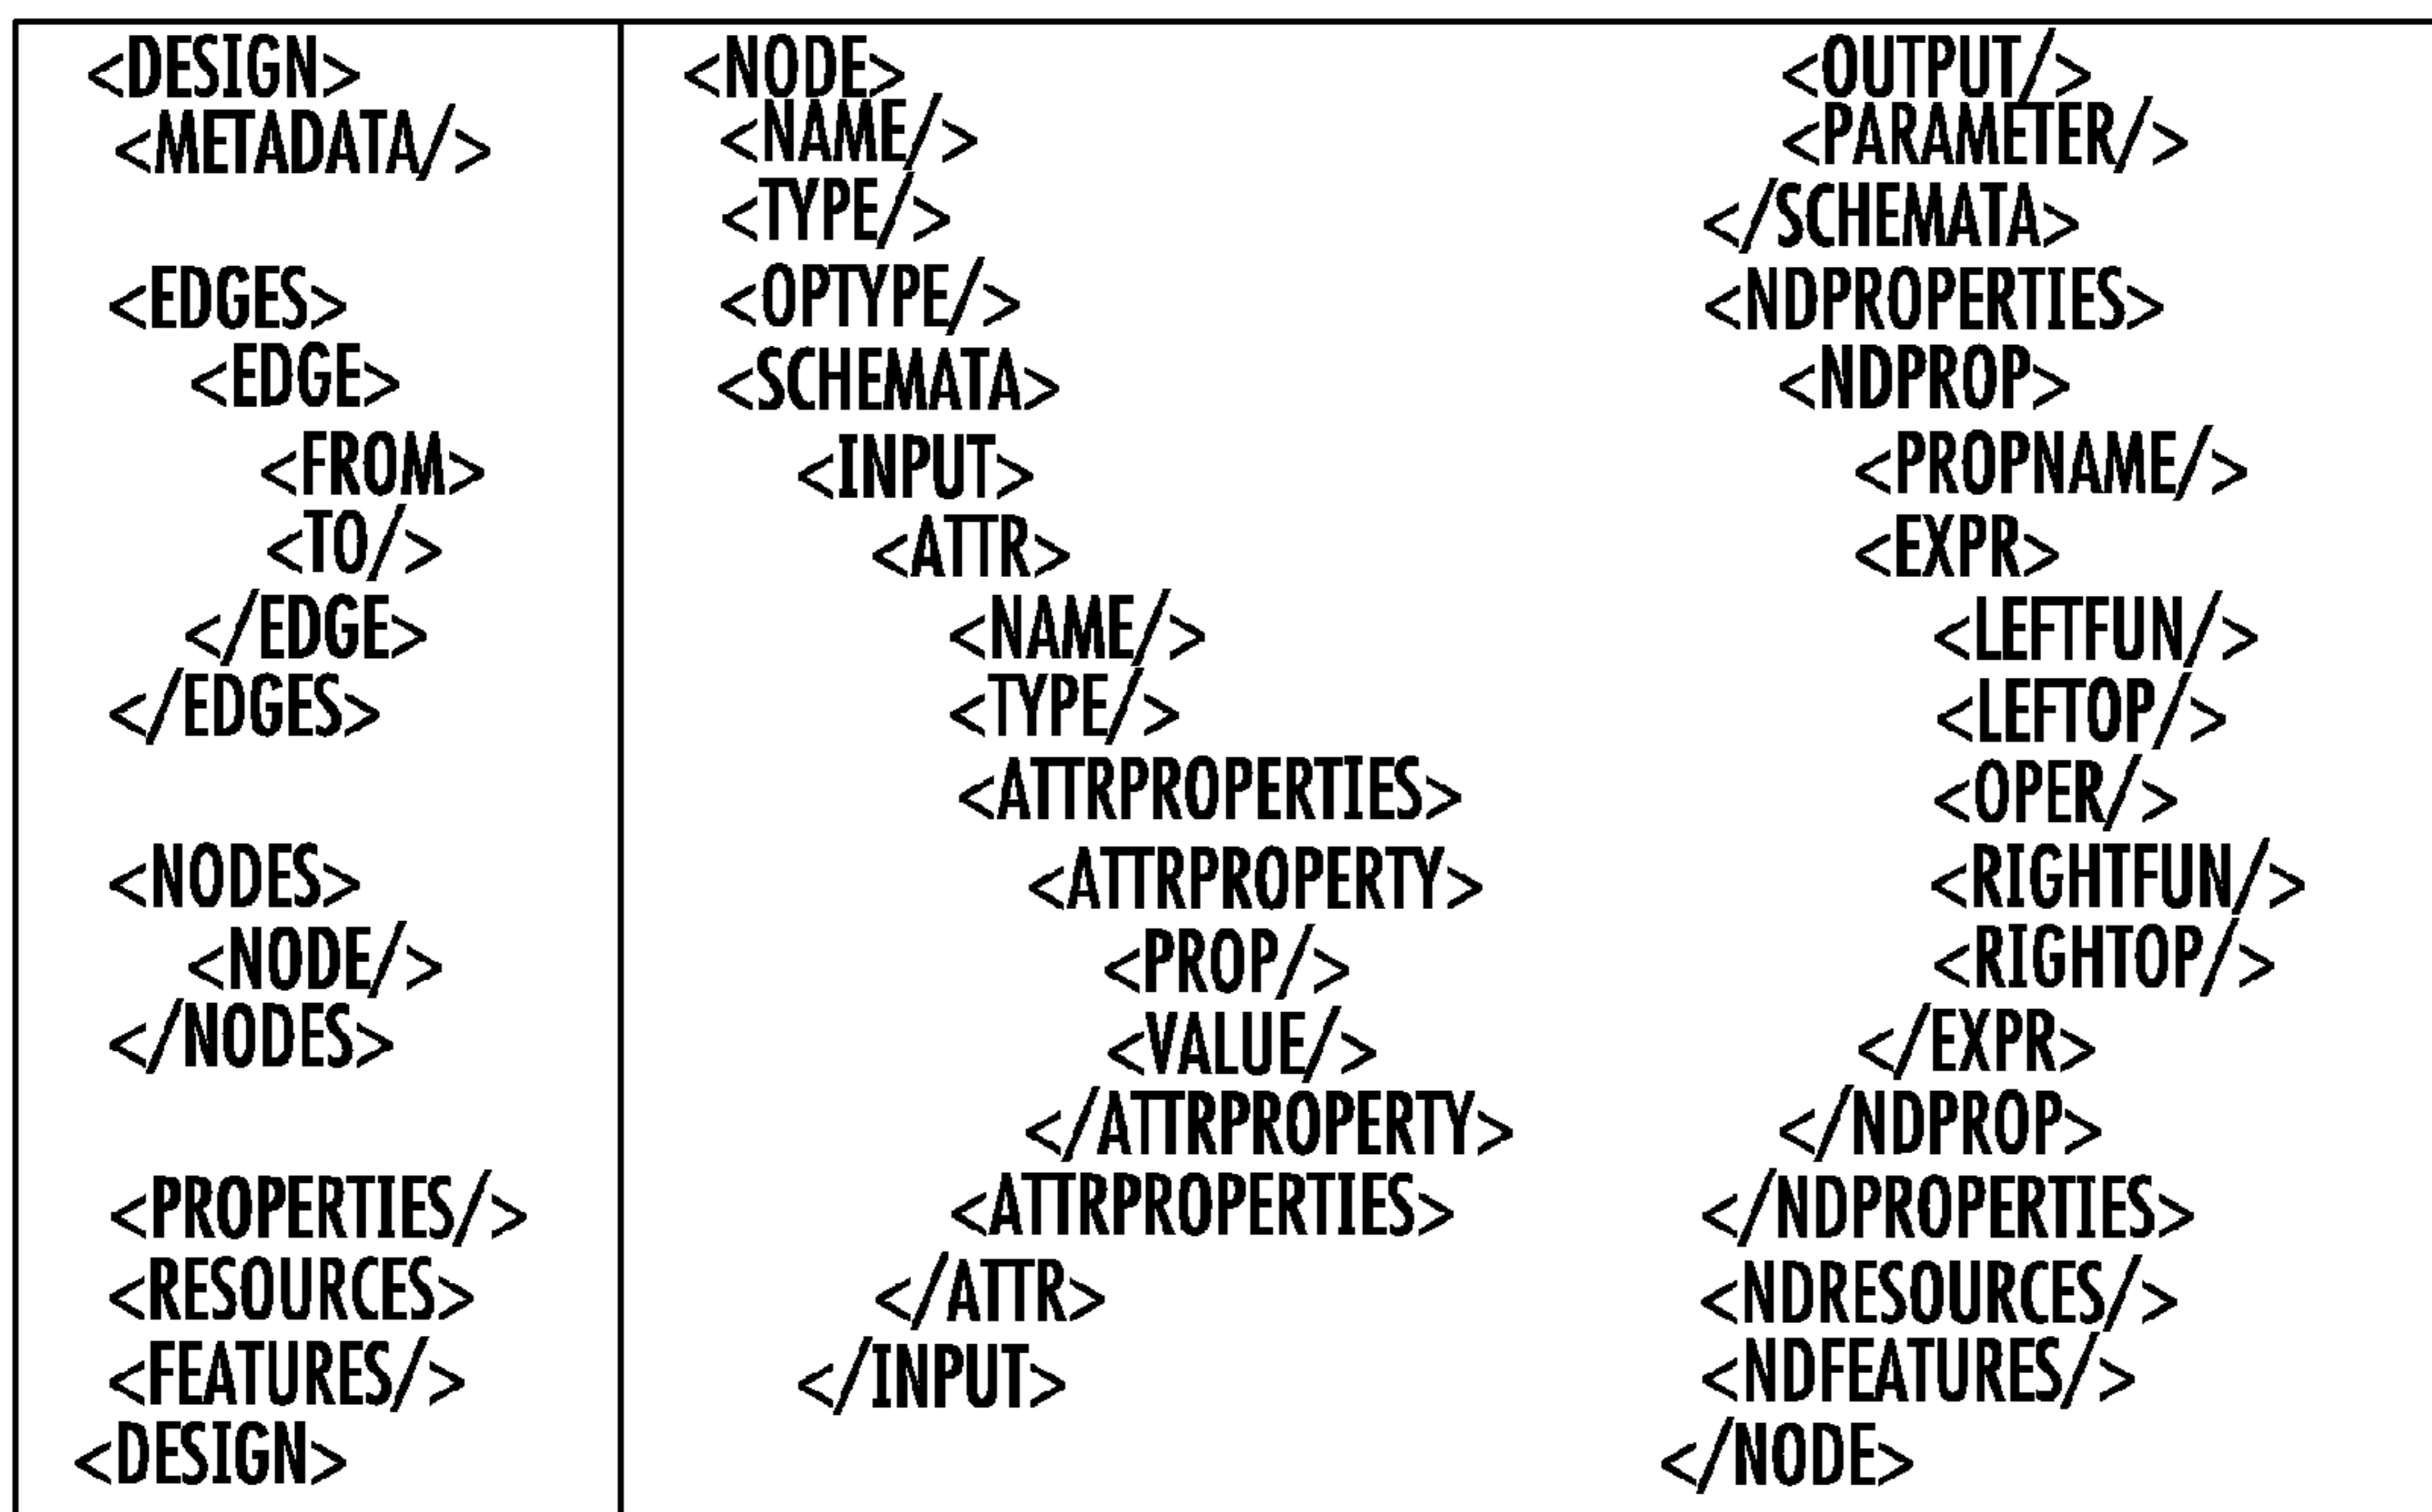 <DESIGN>
<METADATA/>
<EDGES>
<EDGE>
<FROM>
<TO/>
</EDGE>
</EDGES>
<NODES>
<NODE/>
</NODES>
<PROPERTIES/>
<RESOURCES>
<FEATURES/>
<DESIGN>
<NODE>
<NAME/>
<TYPE/>
<OPTYPE/>
<SCHEMATA>
<INPUT>
<ATTR>
<NAME/>
<TYPE/>
<ATTRPROPERTIES>
<ATTRPROPERTY>
<PROP/>
<VALUE/>
</ATTRPROPERTY>
<ATTRPROPERTIES>
</ATTR>
</INPUT>
<OUTPUT/>
<PARAMETER/>
</SCHEMATA>
<NDPROPERTIES>
<NDPROP>
<PROPNAME/>
<EXPR>
<LEFTFUN/>
<LEFTOP/>
<OPER/>
<RIGHTFUN/>
<RIGHTOP/>
</EXPR>
</NDPROP>
</NDPROPERTIES>
<NDRESOURCES/>
<NDFEATURES/>
</NODE>